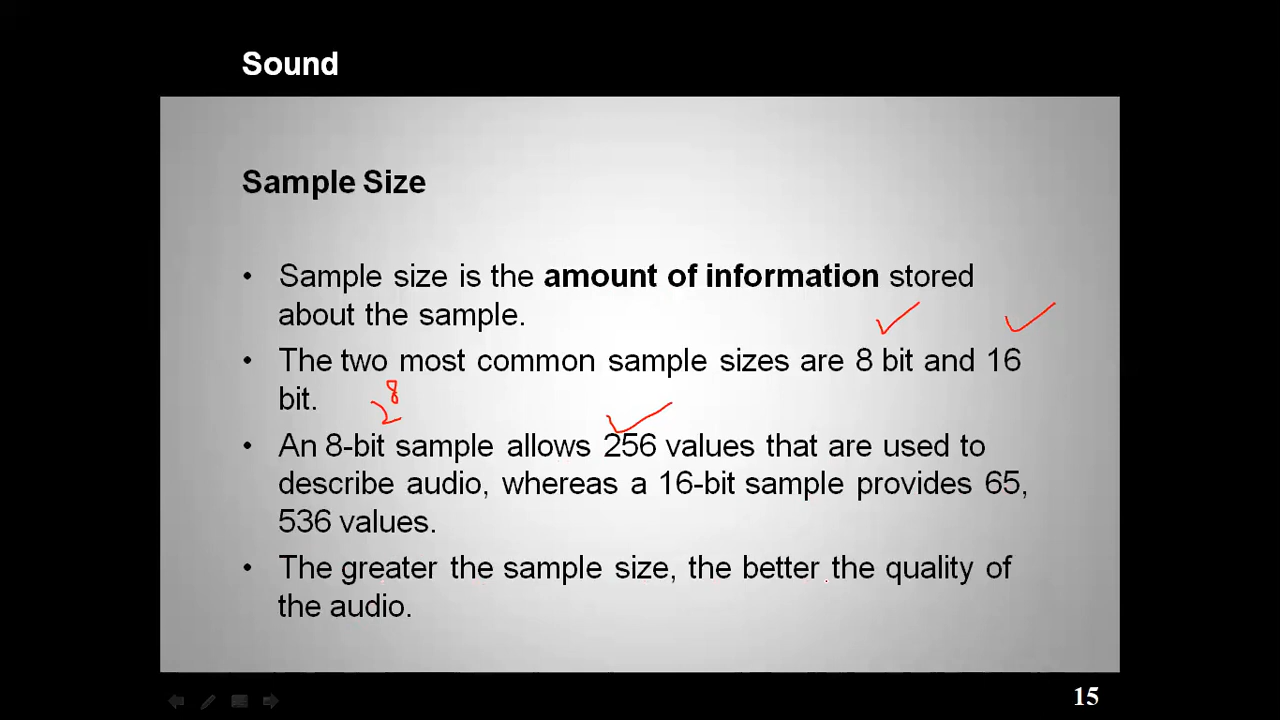 Sound
Sample Size
• Sample size is the amount of information stored
about the sample.
• The two most common sample sizes are 8 bit and 16
bit.
2^8
• An 8-bit sample allows 256 values that are used to
describe audio, whereas a 16-bit sample provides 65,
536 values.
• The greater the sample size, the better the quality of
the audio.
15